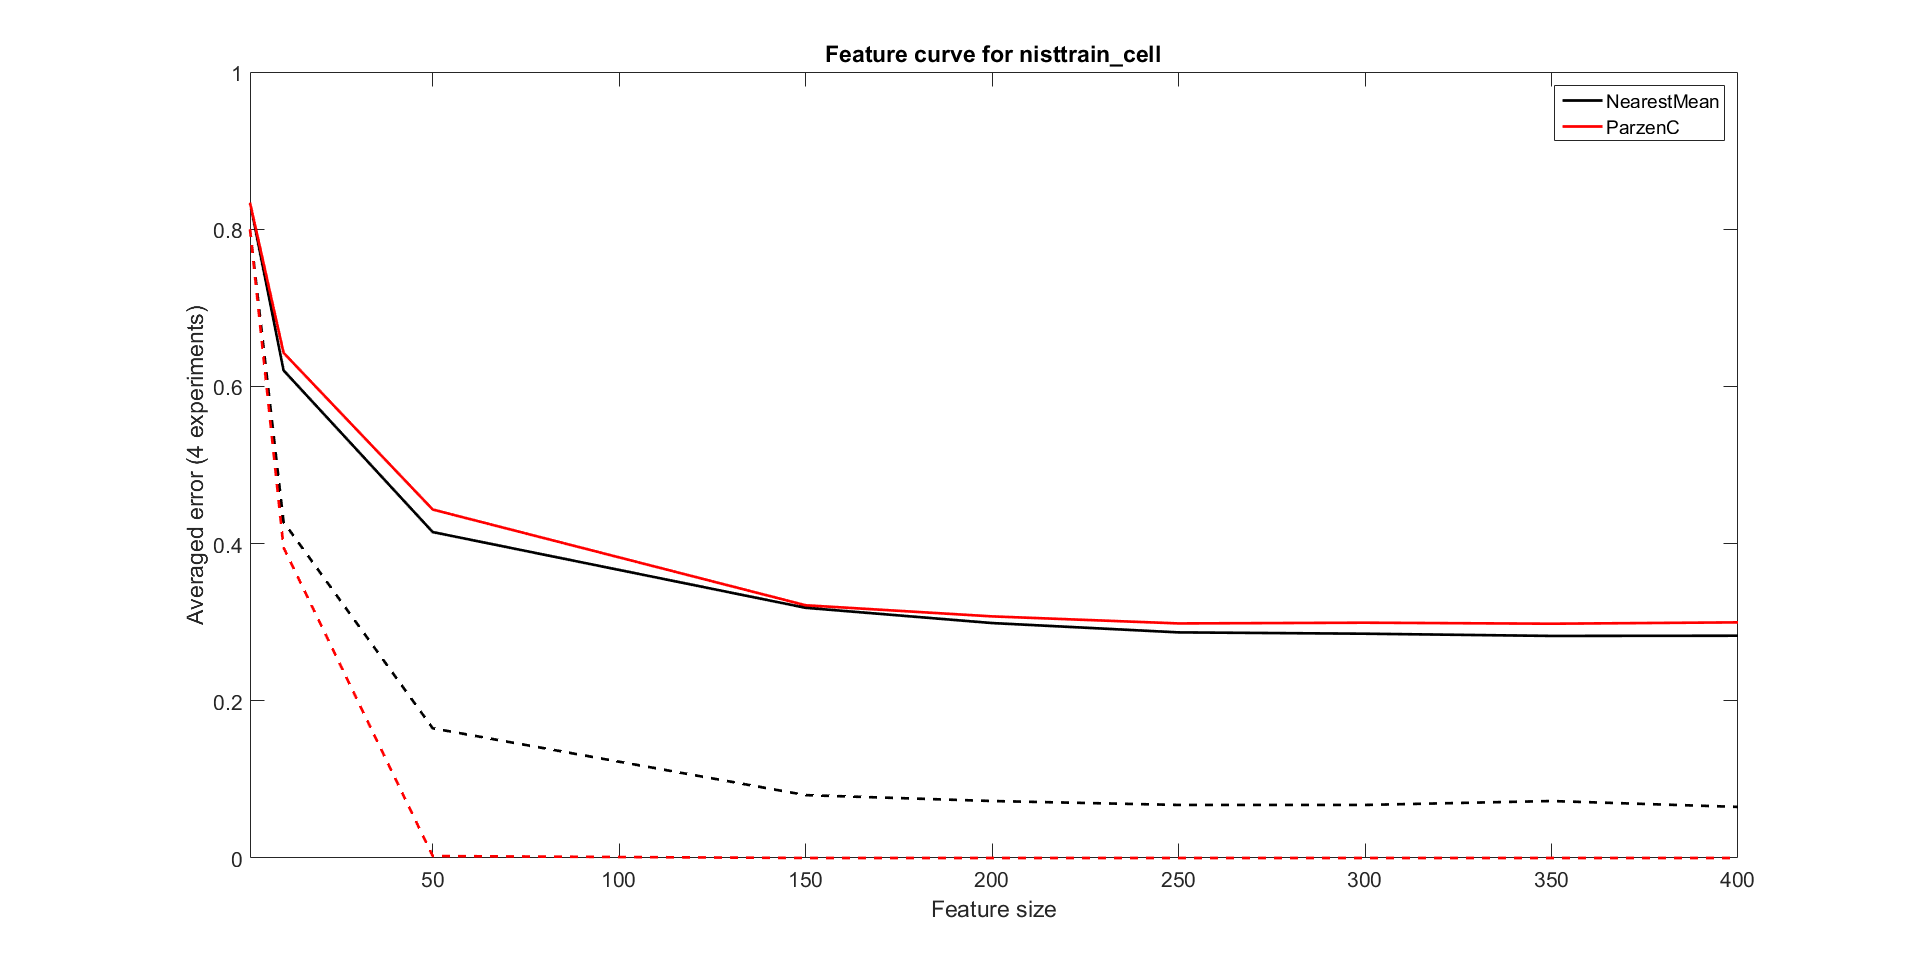 Feature curve for nisttrain_cell
NearestMean
ParzenC
Averaged error (4 experiments)
1
0.8
0.6
0.4
0.2
0
50 100 150 200 250 300 350 400
Feature size